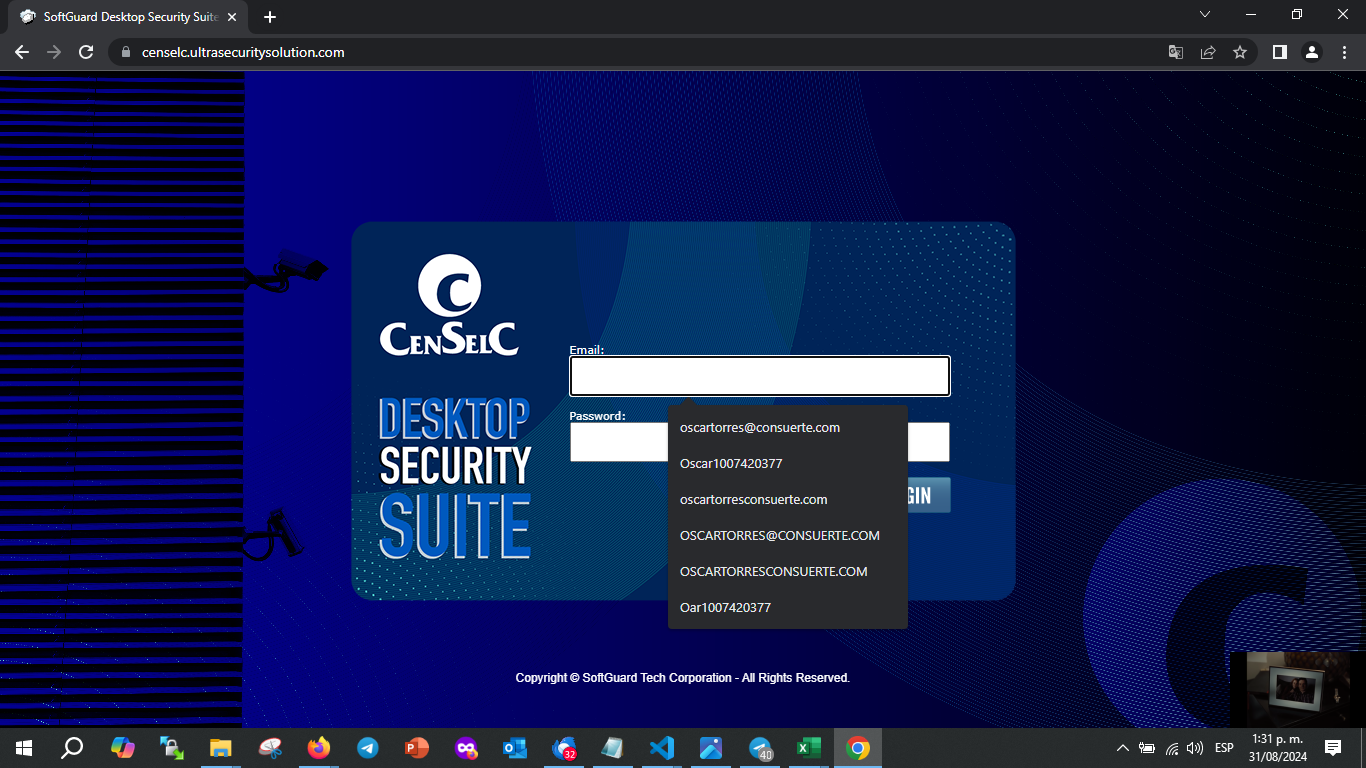 SoftGuard Desktop Security Suite
censelc.ultrasecuritysolution.com
C
CENSELC
DESKTOP
SECURITY
SUITE
Email:
Password:
oscartorres@consuerte.com
Oscar1007420377
oscartorresconsuerte.com
OSCARTORRES@CONSUERTE.COM
OSCARTORRESCONSUERTE.COM
Oar1007420377
GIN
Copyright © SoftGuard Tech Corporation - All Rights Reserved.
32
40
ESP
1:31 p. m.
31/08/2024